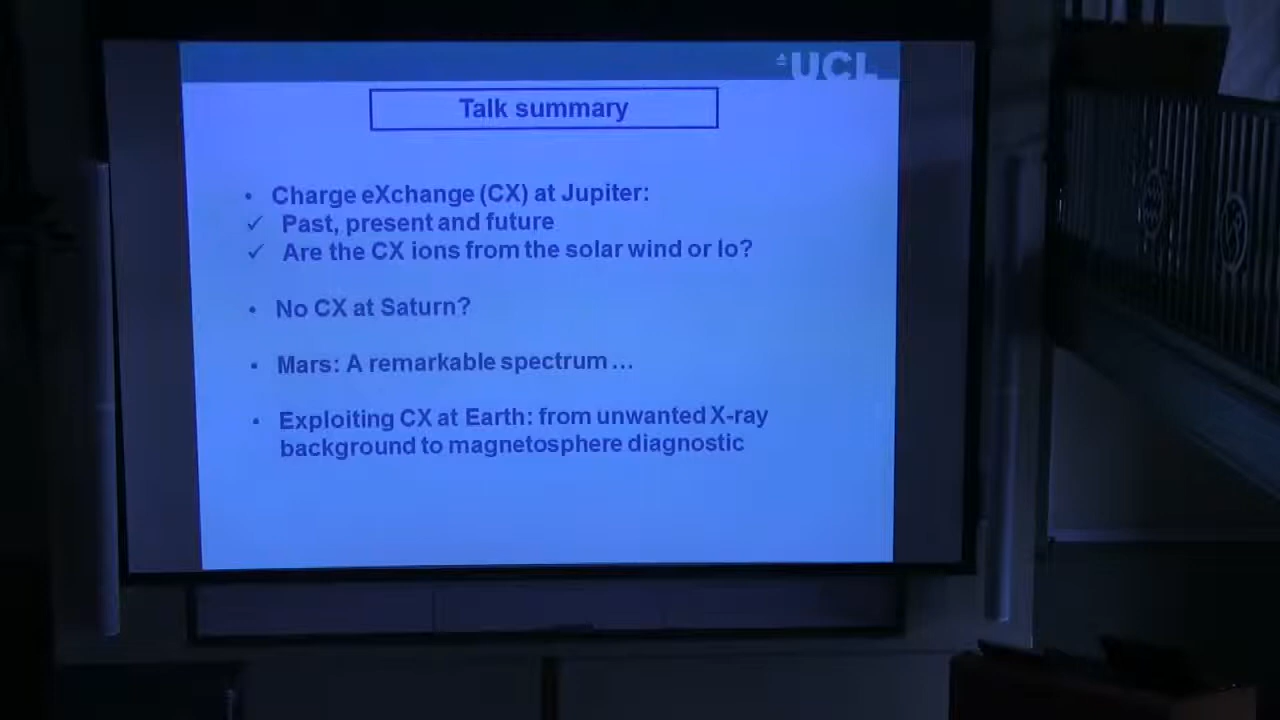 UCL
Talk summary
• Charge eXchange (CX) at Jupiter:
✓ Past, present and future
✓ Are the CX ions from the solar wind or Io?
• No CX at Saturn?
• Mars: A remarkable spectrum…
• Exploiting CX at Earth: from unwanted X-ray
background to magnetosphere diagnostic